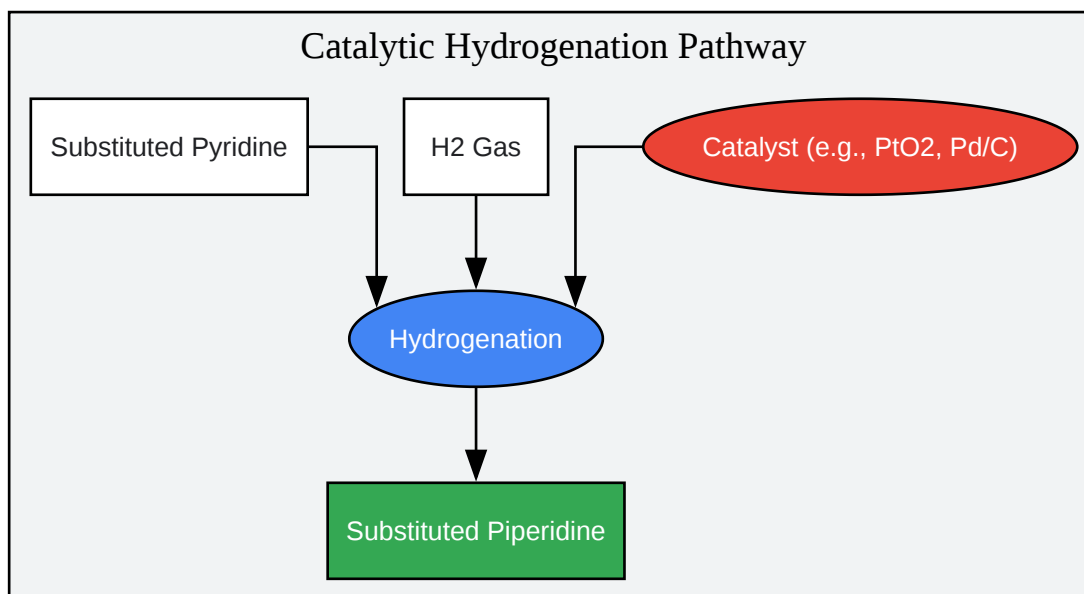 Catalytic Hydrogenation Pathway
Substituted Pyridine
H2 Gas
Catalyst (e.g., PtO2, Pd/C)
Hydrogenation
Substituted Piperidine